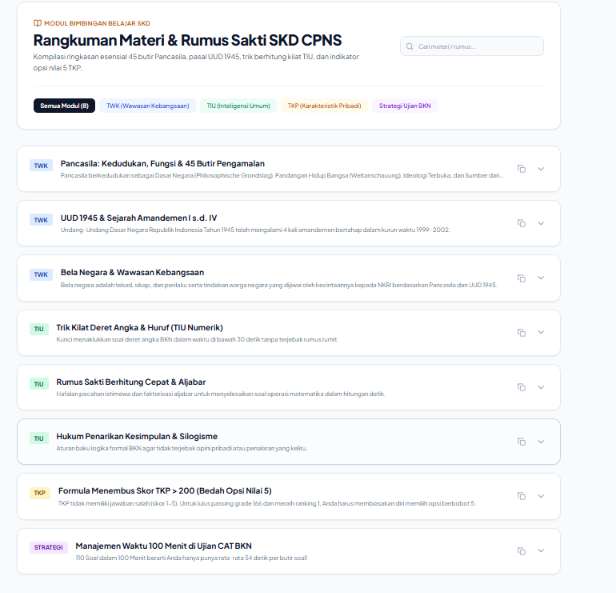 MODUL BIMBINGAN BELAJAR SKD
Rangkuman Materi & Rumus Sakti SKD CPNS
Kompilasi ringkasan esensial 45 butir Pancasila, pasal UUD 1945, trik berhitung kilat TIU, dan indikator
opsi nilai 5 TKP.
Cari materi / rumus...
Semua Modul (8)
TWK (Wawasan Kebangsaan)
TIU (Inteligensi Umum)
TKP (Karakteristik Pribadi)
Strategi Ujian BKN
TWK
Pancasila: Kedudukan, Fungsi & 45 Butir Pengamalan
Pancasila berkedudukan sebagai Dasar Negara (Philosophische Grondslag), Pandangan Hidup Bangsa (Weltanschauung), Ideologi Terbuka, dan Sumber dari...
TWK
UUD 1945 & Sejarah Amandemen I s.d. IV
Undang-Undang Dasar Negara Republik Indonesia Tahun 1945 telah mengalami 4 kali amandemen bertahap dalam kurun waktu 1999-2002.
TWK
Bela Negara & Wawasan Kebangsaan
Bela negara adalah tekad, sikap, dan perilaku serta tindakan warga negara yang dijiwai oleh kecintaannya kepada NKRI berdasarkan Pancasila dan UUD 1945.
TIU
Trik Kilat Deret Angka & Huruf (TIU Numerik)
Kunci menaklukkan soal deret angka BKN dalam waktu di bawah 30 detik tanpa terjebak rumus rumit.
TIU
Rumus Sakti Berhitung Cepat & Aljabar
Hafalan pecahan istimewa dan faktorisasi aljabar untuk menyelesaikan soal operasi matematika dalam hitungan detik.
TIU
Hukum Penarikan Kesimpulan & Silogisme
Aturan baku logika formal BKN agar tidak terjebak opini pribadi atau penalaran yang keliru.
TKP
Formula Menembus Skor TKP > 200 (Bedah Opsi Nilai 5)
TKP tidak memiliki jawaban salah (skor 1-5). Untuk lulus passing grade 166 dan meraih ranking 1, Anda harus membiasakan diri memilih opsi berbobot 5.
STRATEGI
Manajemen Waktu 100 Menit di Ujian CAT BKN
110 Soal dalam 100 Menit berarti Anda hanya punya rata-rata 54 detik per butir soal!